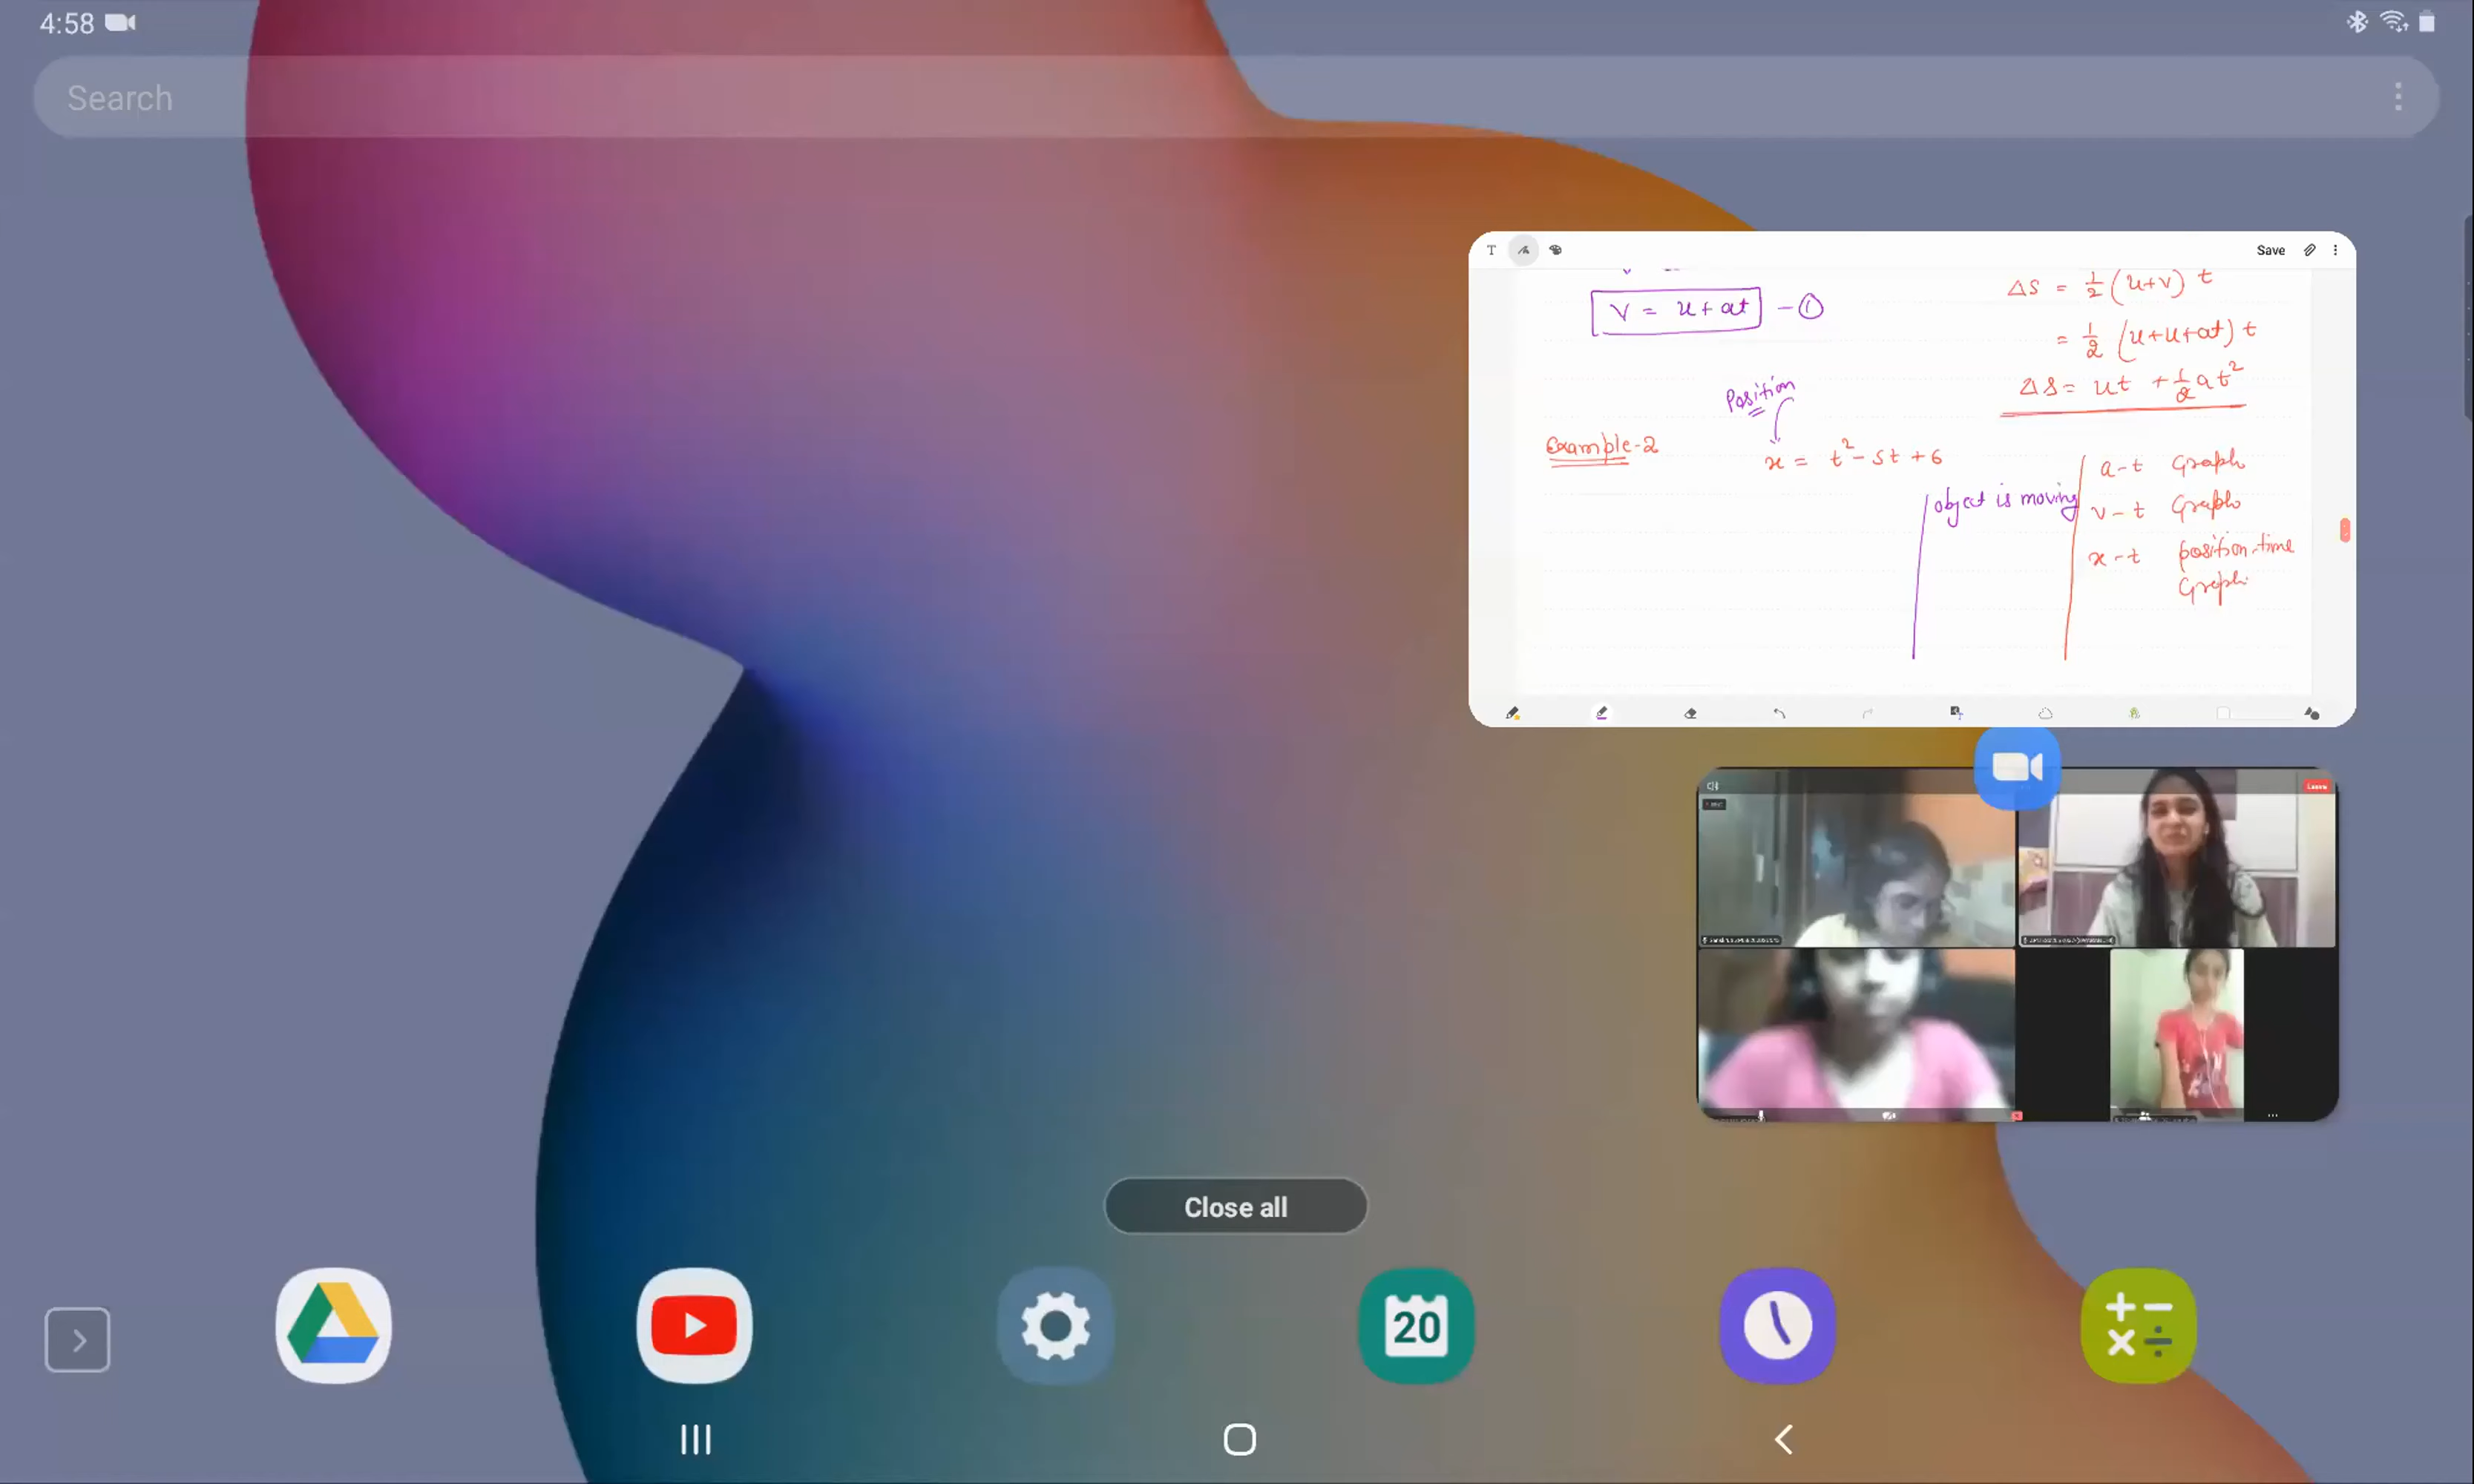 4:58
Search
Save
T
V = u + at - ①
ΔS = 1/2 (u+v) t
= 1/2 (u+u+at) t
ΔS = ut + 1/2 at²
Position
Example-2
x = t² - 5t + 6
object is moving
a-t Graph
v-t Graph
x-t position-time
Graph
Leave
Close all
20